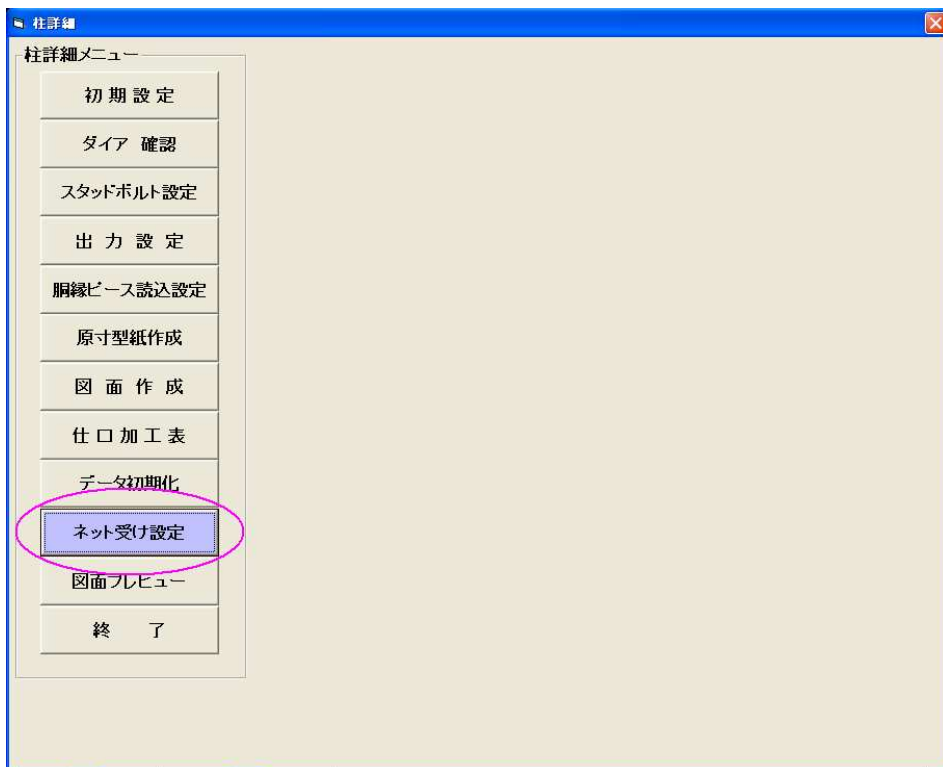 柱詳細
柱詳細メニュー
初期設定
ダイア 確認
スタッドボルト設定
出力設定
胴縁ピース読込設定
原寸型紙作成
図面作成
仕口加工表
データ初期化
ネット受け設定
図面プレビュー
終 了